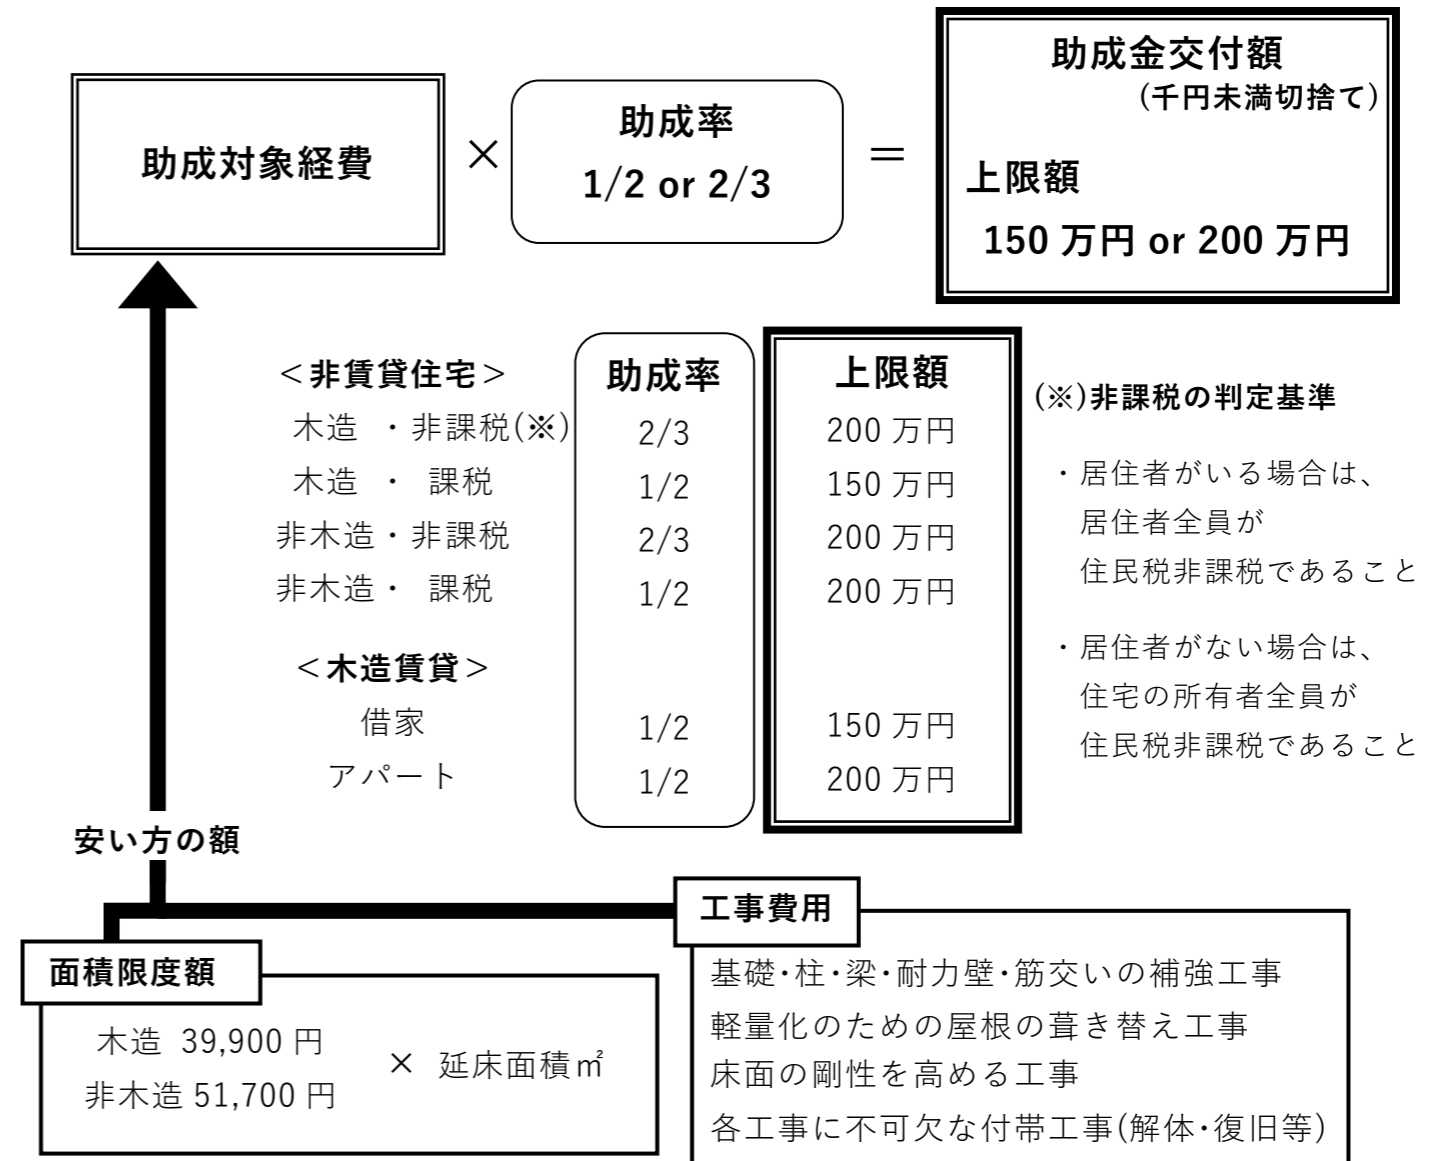 助成対象経費
×
助成率
1/2 or 2/3
＝
助成金交付額
(千円未満切捨て)
上限額
150 万円 or 200 万円
助成率 上限額
＜非賃貸住宅＞
木造 ・非課税(※) 2/3 200 万円
木造 ・ 課税 1/2 150 万円
非木造・非課税 2/3 200 万円
非木造・ 課税 1/2 200 万円
＜木造賃貸＞
借家 1/2 150 万円
アパート 1/2 200 万円
(※)非課税の判定基準
・居住者がいる場合は、
居住者全員が
住民税非課税であること
・居住者がない場合は、
住宅の所有者全員が
住民税非課税であること
安い方の額
面積限度額
木造 39,900 円
非木造 51,700 円
× 延床面積㎡
工事費用
基礎･柱･梁･耐力壁･筋交いの補強工事
軽量化のための屋根の葺き替え工事
床面の剛性を高める工事
各工事に不可欠な付帯工事(解体･復旧等)